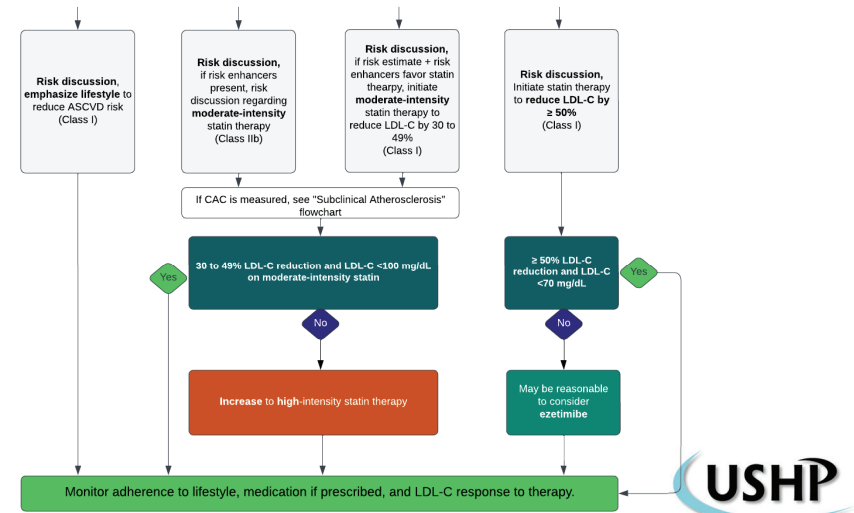 Risk discussion,
emphasize lifestyle to
reduce ASCVD risk
(Class I)
Risk discussion,
if risk enhancers
present, risk
discussion regarding
moderate-intensity
statin therapy
(Class IIb)
Risk discussion,
if risk estimate + risk
enhancers favor statin
thearpy, initiate
moderate-intensity
statin therapy to
reduce LDL-C by 30 to
49%
(Class I)
Risk discussion,
Initiate statin therapy
to reduce LDL-C by
≥ 50%
(Class I)
If CAC is measured, see "Subclinical Atherosclerosis"
flowchart
Yes
30 to 49% LDL-C reduction and LDL-C <100 mg/dL
on moderate-intensity statin
≥ 50% LDL-C
reduction and LDL-C
<70 mg/dL
Yes
No
No
Increase to high-intensity statin therapy
May be reasonable
to consider
ezetimibe
Monitor adherence to lifestyle, medication if prescribed, and LDL-C response to therapy.
USHP